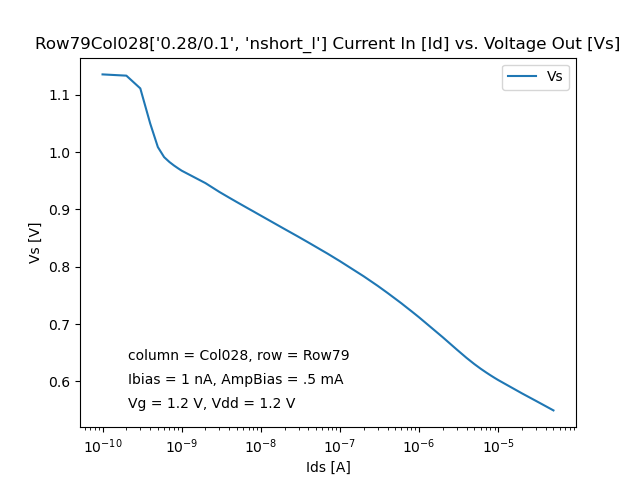 Row79Col028['0.28/0.1', 'nshort_l'] Current In [Id] vs. Voltage Out [Vs]
Vs
1.1
1.0
0.9
0.8
0.7
0.6
Vs [V]
column = Col028, row = Row79
Ibias = 1 nA, AmpBias = .5 mA
Vg = 1.2 V, Vdd = 1.2 V
10⁻¹⁰ 10⁻⁹ 10⁻⁸ 10⁻⁷ 10⁻⁶ 10⁻⁵
Ids [A]